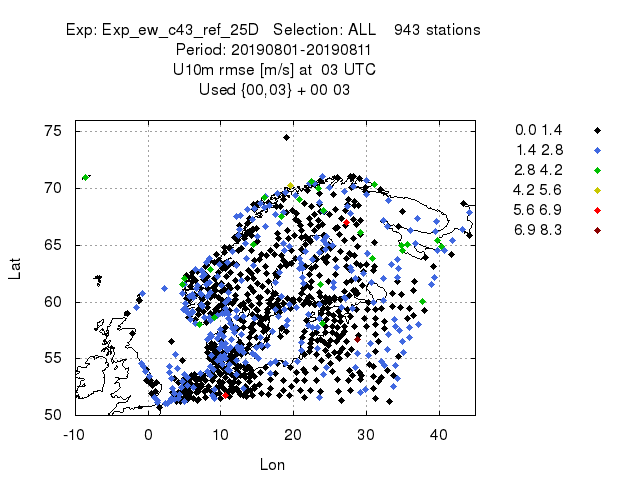 Exp: Exp_ew_c43_ref_25D   Selection: ALL    943 stations
Period: 20190801-20190811
U10m rmse [m/s] at  03 UTC
Used {00,03} + 00 03
75
70
65
60
55
50
-10 0 10 20 30 40
Lat
Lon
0.0 1.4
1.4 2.8
2.8 4.2
4.2 5.6
5.6 6.9
6.9 8.3